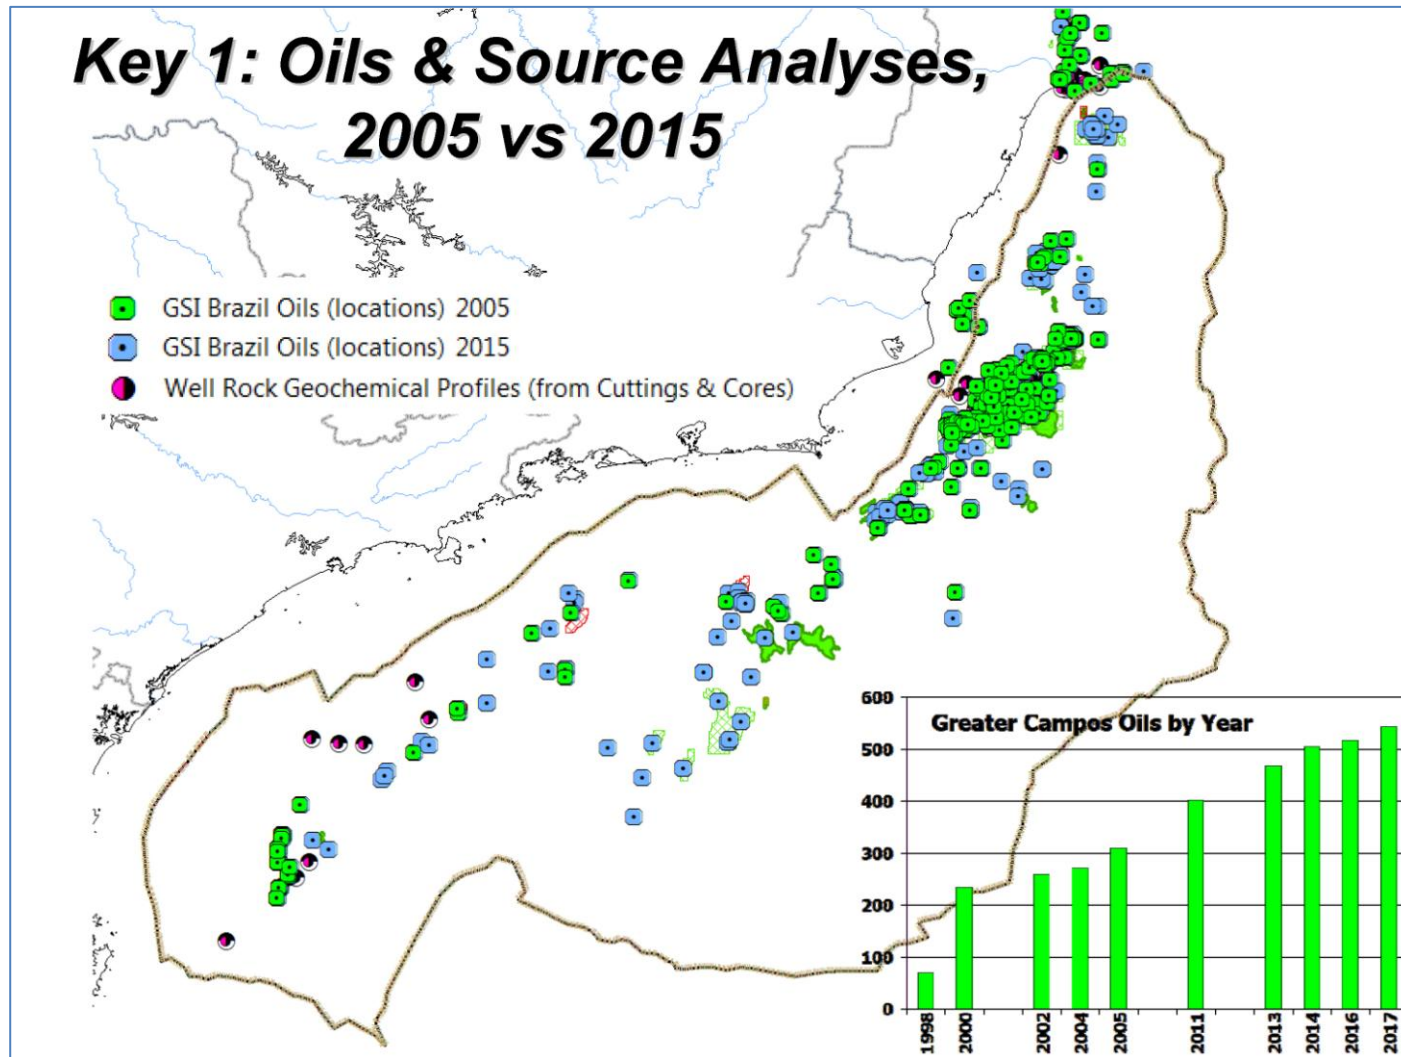 Key 1: Oils & Source Analyses,
2005 vs 2015
GSI Brazil Oils (locations) 2005
GSI Brazil Oils (locations) 2015
Well Rock Geochemical Profiles (from Cuttings & Cores)
Greater Campos Oils by Year
600
500
400
300
200
100
0
1998
2000
2002
2004
2005
2011
2013
2014
2016
2017